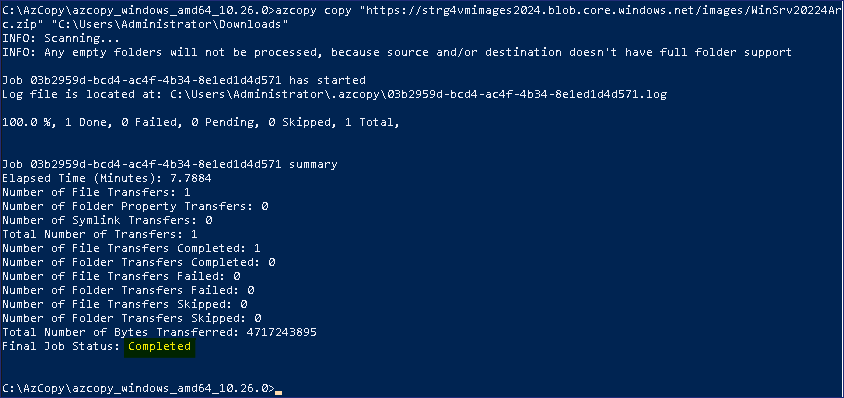 C:\AzCopy\azcopy_windows_amd64_10.26.0>azcopy copy "https://strg4vmimages2024.blob.core.windows.net/images/WinSrv20224Ar
c.zip" "C:\Users\Administrator\Downloads"
INFO: Scanning...
INFO: Any empty folders will not be processed, because source and/or destination doesn't have full folder support
Job 03b2959d-bcd4-ac4f-4b34-8e1ed1d4d571 has started
Log file is located at: C:\Users\Administrator\.azcopy\03b2959d-bcd4-ac4f-4b34-8e1ed1d4d571.log
100.0 %, 1 Done, 0 Failed, 0 Pending, 0 Skipped, 1 Total,
Job 03b2959d-bcd4-ac4f-4b34-8e1ed1d4d571 summary
Elapsed Time (Minutes): 7.7884
Number of File Transfers: 1
Number of Folder Property Transfers: 0
Number of Symlink Transfers: 0
Total Number of Transfers: 1
Number of File Transfers Completed: 1
Number of Folder Transfers Completed: 0
Number of File Transfers Failed: 0
Number of Folder Transfers Failed: 0
Number of File Transfers Skipped: 0
Number of Folder Transfers Skipped: 0
Total Number of Bytes Transferred: 4717243895
Final Job Status: Completed
C:\AzCopy\azcopy_windows_amd64_10.26.0>